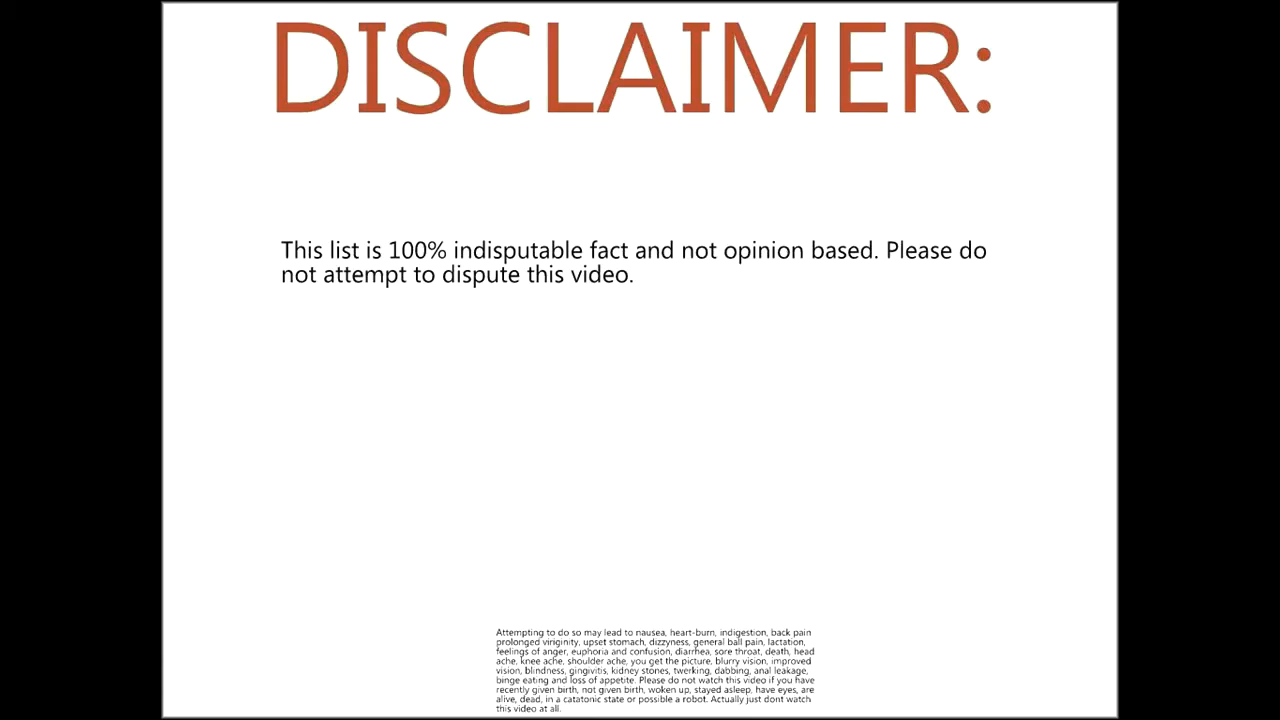 DISCLAIMER:
This list is 100% indisputable fact and not opinion based. Please do
not attempt to dispute this video.
Attempting to do so may lead to nausea, heart-burn, indigestion, back pain
prolonged viriginity, upset stomach, dizzyness, general ball pain, lactation,
feelings of anger, euphoria and confusion, diarrhea, sore throat, death, head
ache, knee ache, shoulder ache, you get the picture, blurry vision, improved
vision, blindness, gingivitis, kidney stones, twerking, dabbing, anal leakage,
binge eating and loss of appetite. Please do not watch this video if you have
recently given birth, not given birth, woken up, stayed asleep, have eyes, are
alive, dead, in a catatonic state or possible a robot. Actually just dont watch
this video at all.